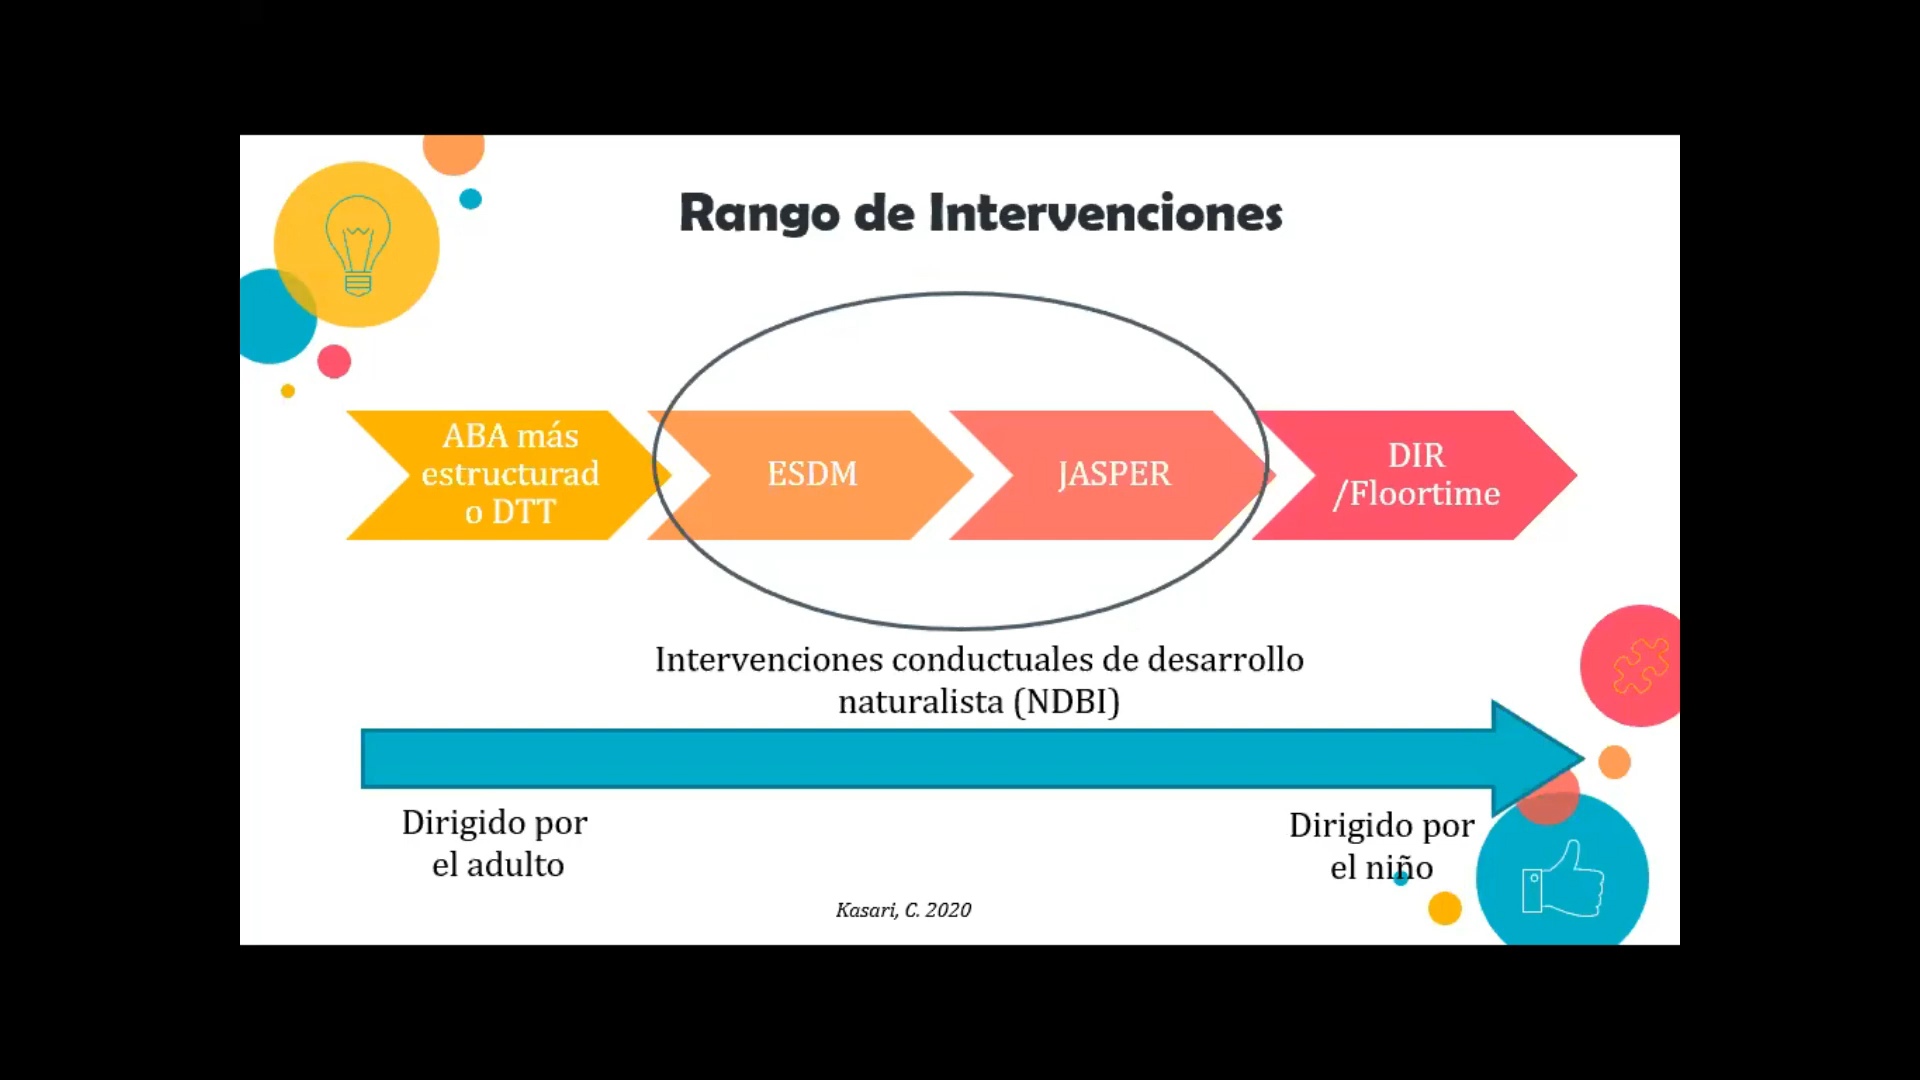 Rango de Intervenciones
ABA más
estructurad
o DTT
ESDM
JASPER
DIR
/Floortime
Intervenciones conductuales de desarrollo
naturalista (NDBI)
Dirigido por
el adulto
Dirigido por
el niño
Kasari, C. 2020